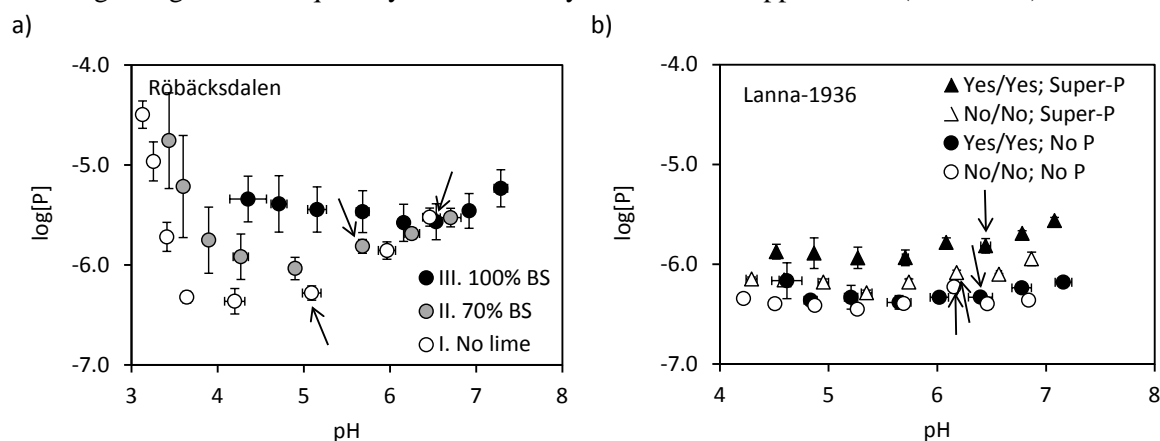 a)
b)
-4.0
-5.0
-6.0
-7.0
log[P]
Röbäcksdalen
III. 100% BS
II. 70% BS
I. No lime
3 4 5 6 7 8
pH
-4.0
-5.0
-6.0
-7.0
log[P]
Lanna-1936
Yes/Yes; Super-P
No/No; Super-P
Yes/Yes; No P
No/No; No P
4 5 6 7 8
pH